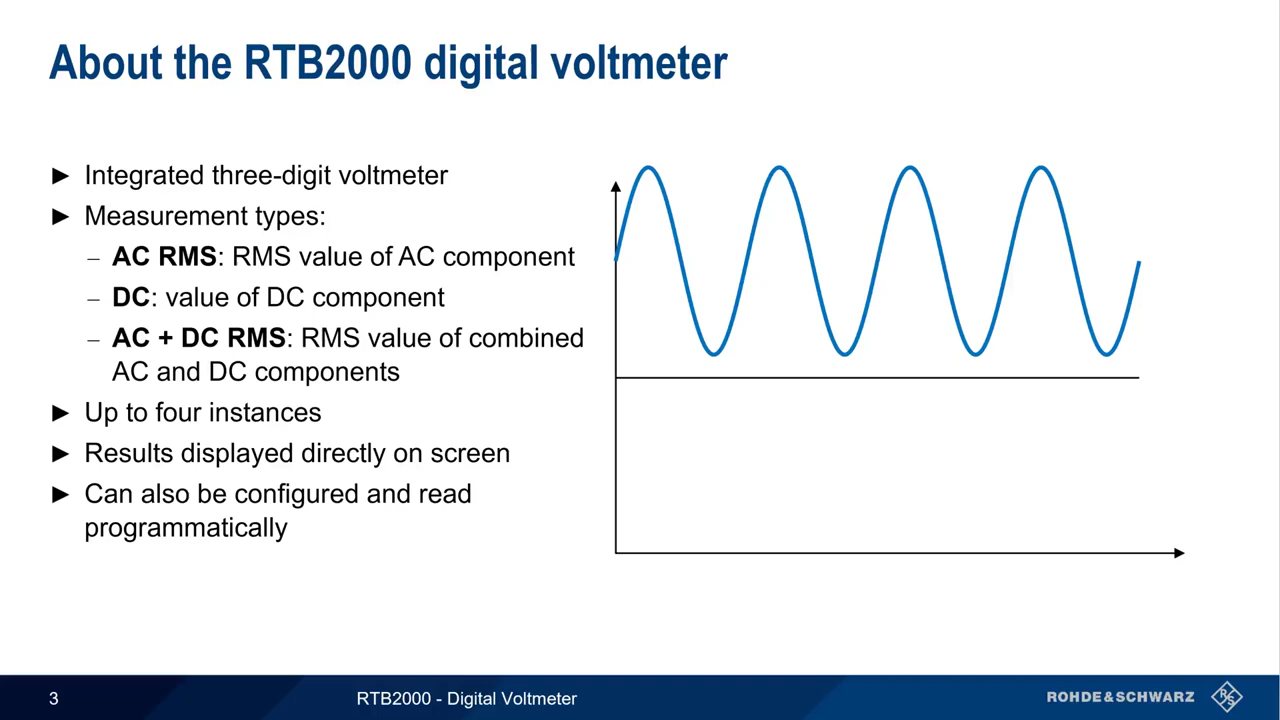 About the RTB2000 digital voltmeter
► Integrated three-digit voltmeter
► Measurement types:
– AC RMS: RMS value of AC component
– DC: value of DC component
– AC + DC RMS: RMS value of combined
AC and DC components
► Up to four instances
► Results displayed directly on screen
► Can also be configured and read
programmatically
3
RTB2000 - Digital Voltmeter
ROHDE&SCHWARZ
R S